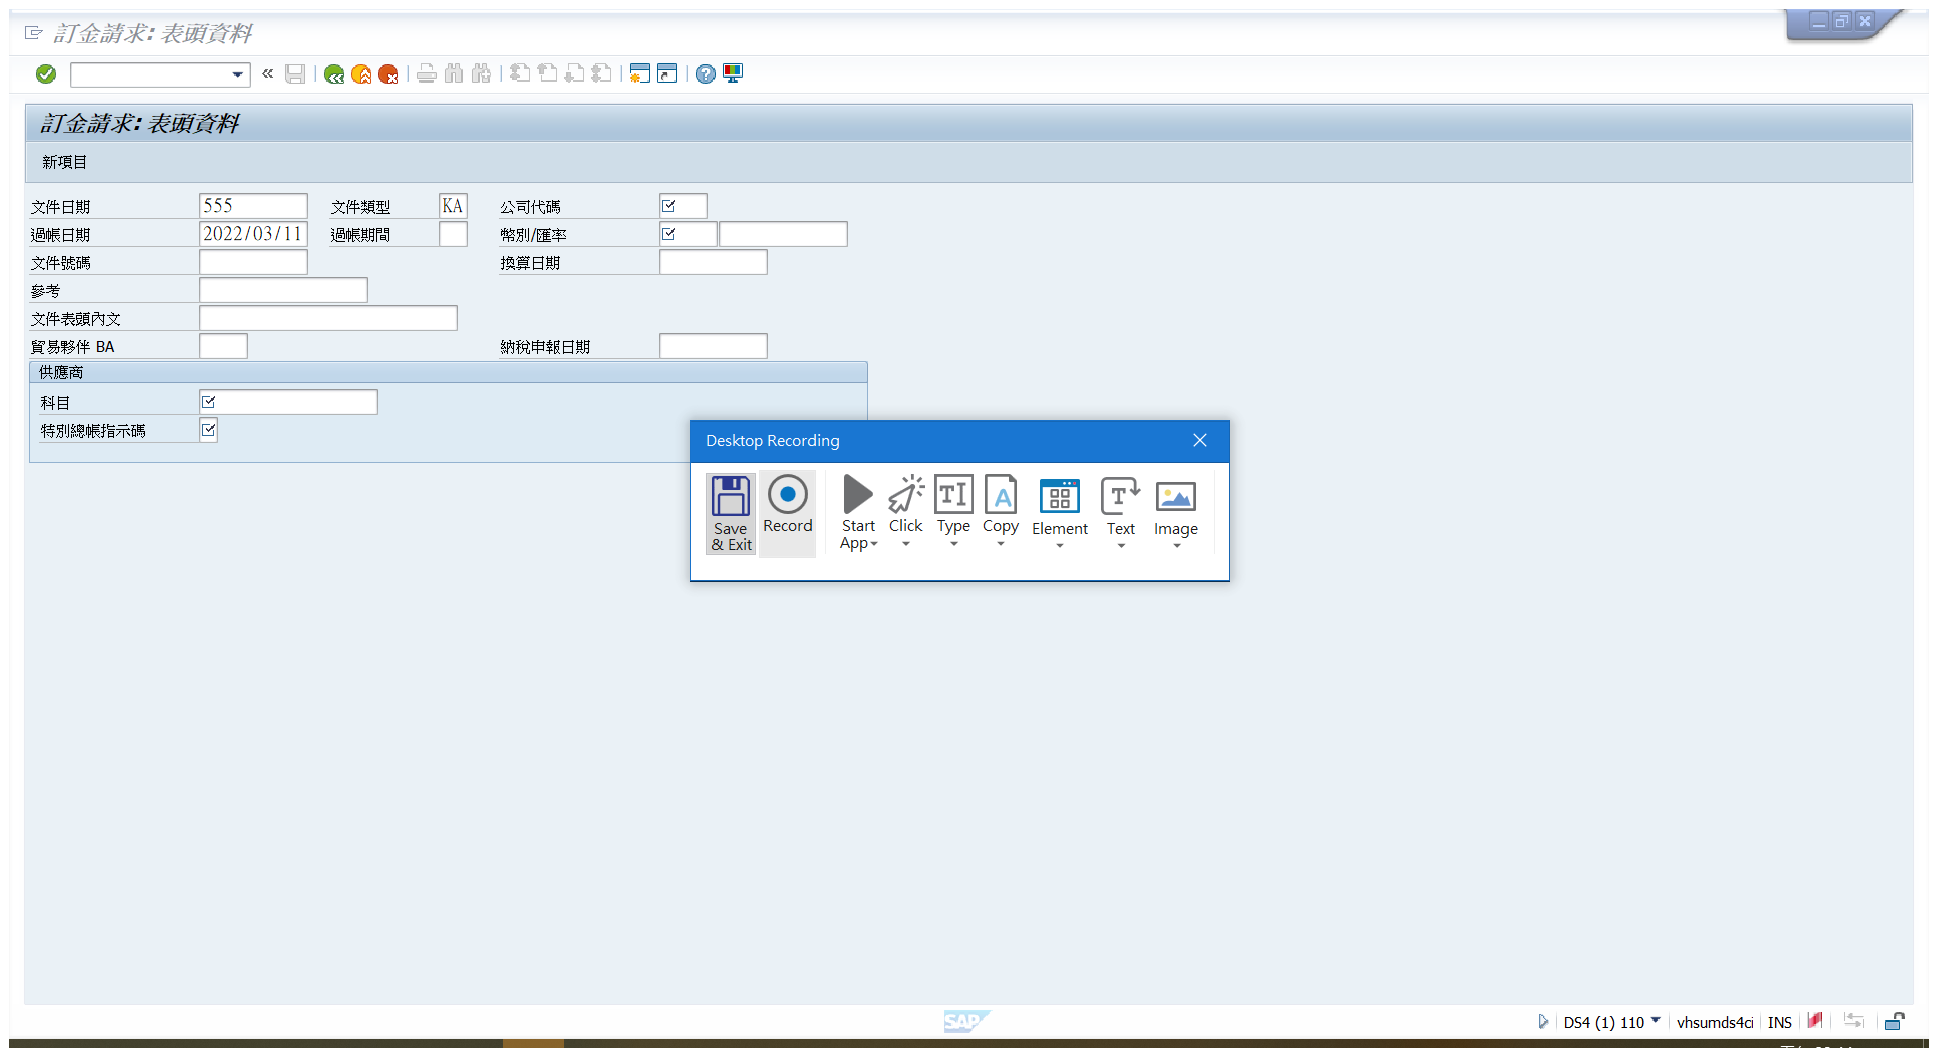 訂金請求: 表頭資料
訂金請求: 表頭資料
新項目
文件日期 555 文件類型 KA 公司代碼
過帳日期 2022/03/11 過帳期間 幣別/匯率
文件號碼 換算日期
參考
文件表頭內文
貿易夥伴 BA 納稅申報日期
供應商
科目
特別總帳指示碼
Desktop Recording
Save & Exit
Record
Start App
Click
Type
Copy
Element
Text
Image
SAP
DS4 (1) 110 vhsumds4ci INS